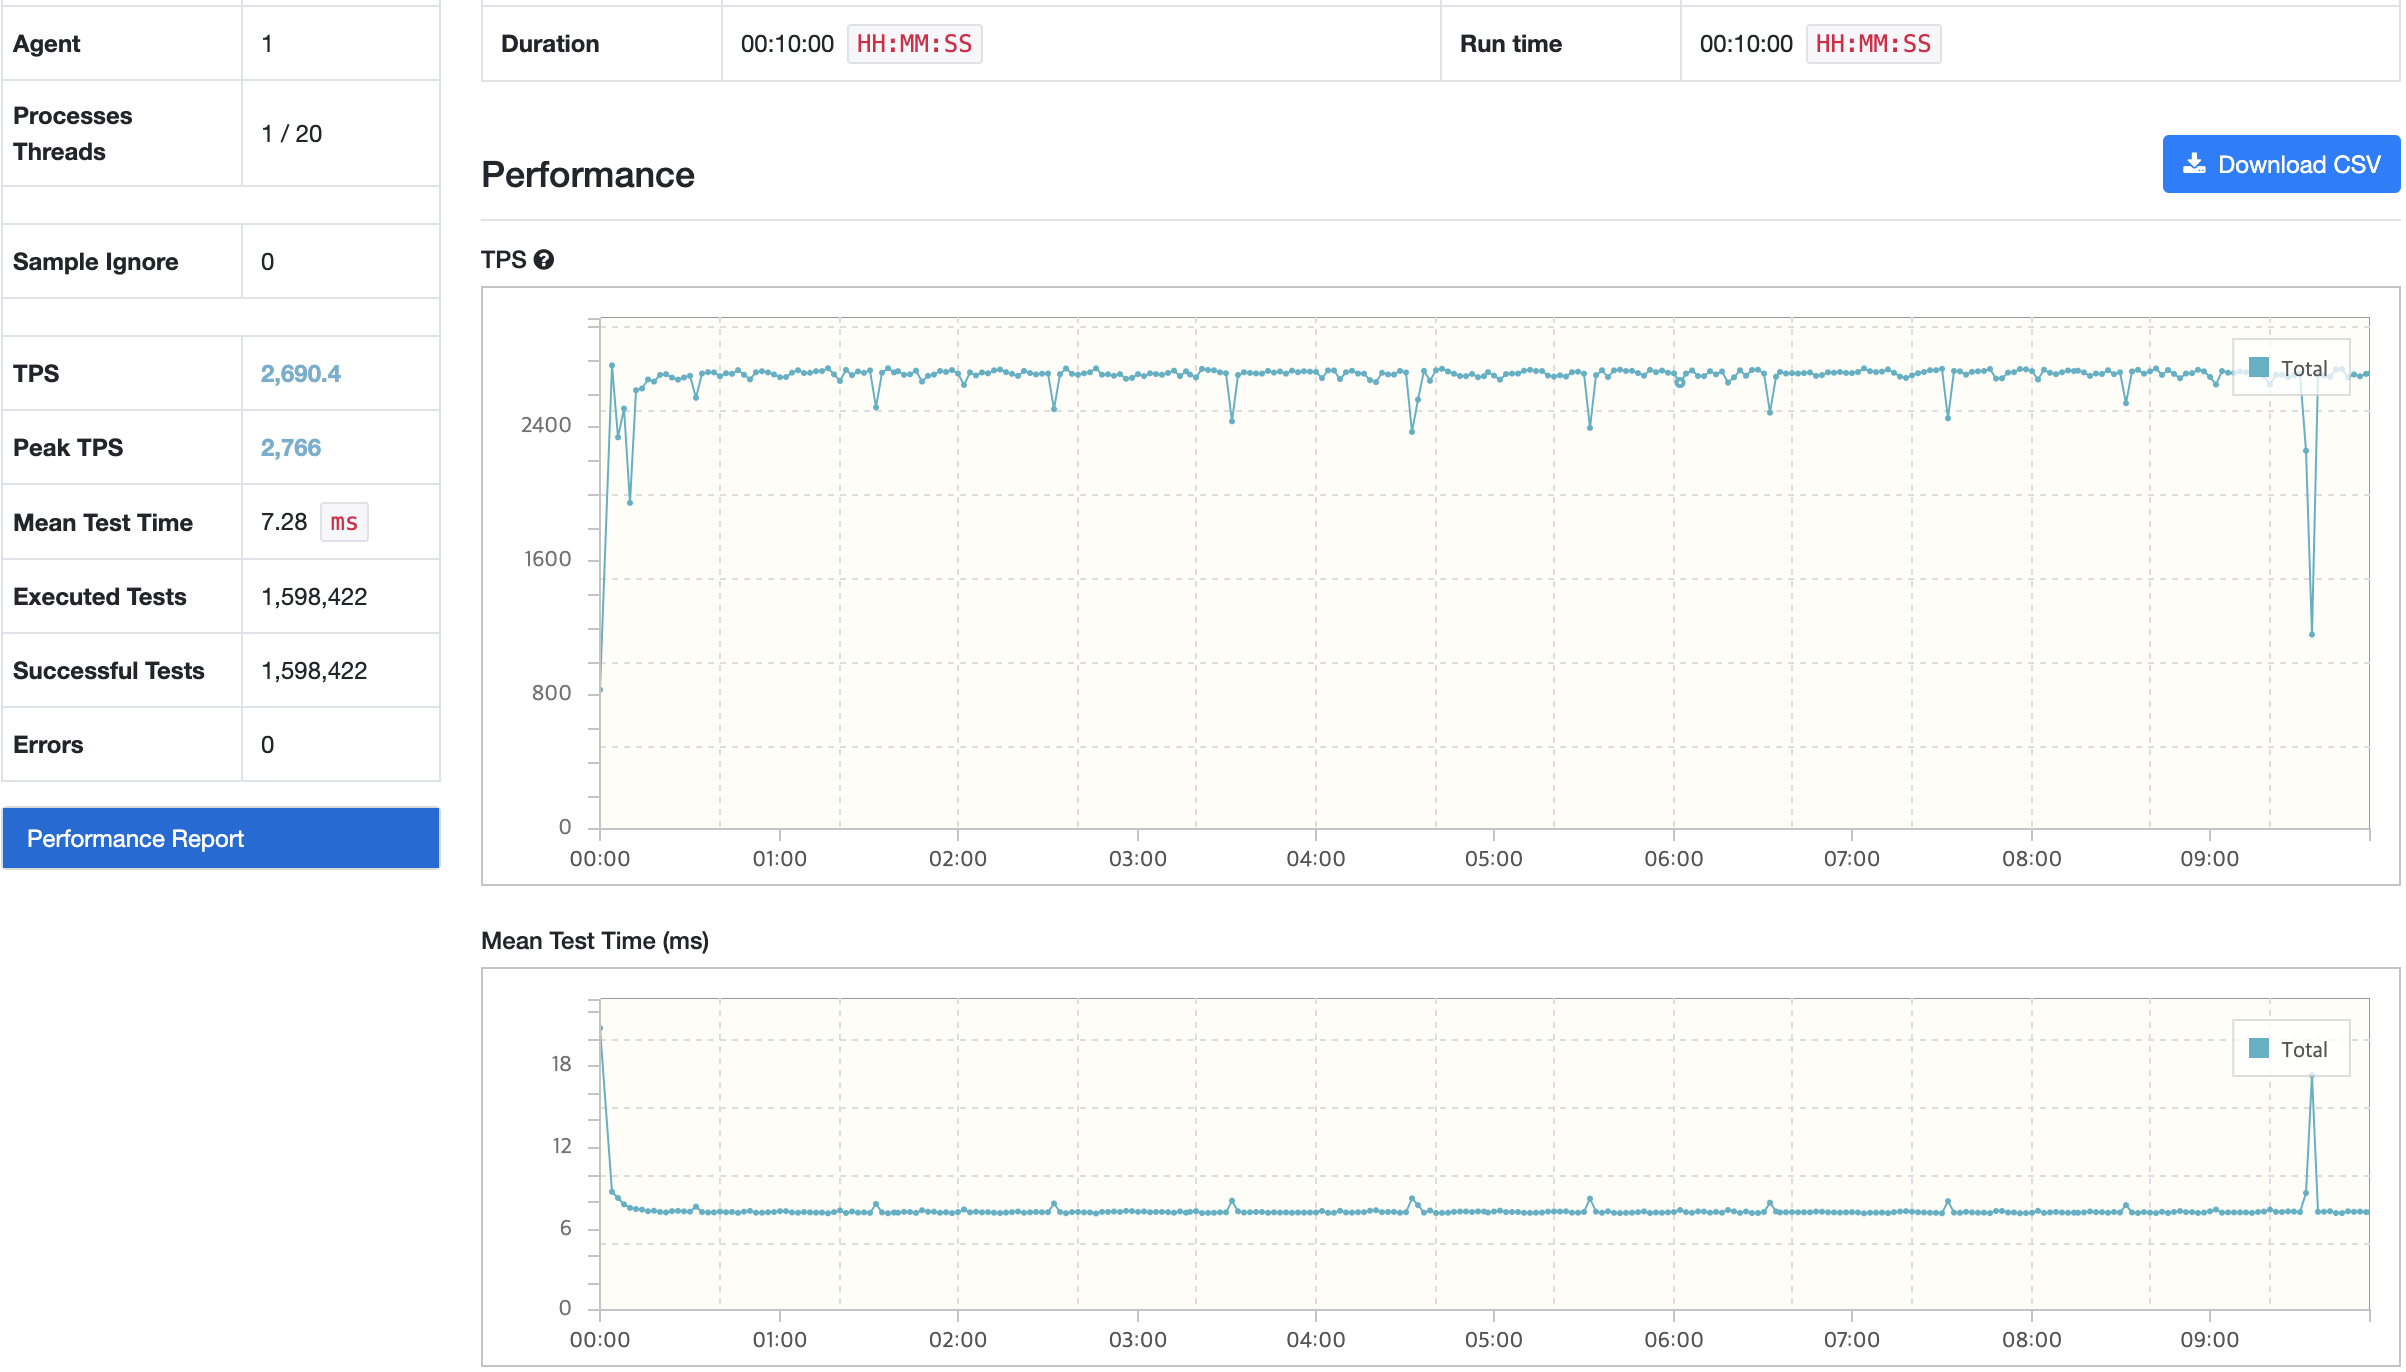 Agent 1
Duration 00:10:00 HH:MM:SS Run time 00:10:00 HH:MM:SS
Processes
Threads
1 / 20
Sample Ignore 0
TPS 2,690.4
Peak TPS 2,766
Mean Test Time 7.28 ms
Executed Tests 1,598,422
Successful Tests 1,598,422
Errors 0
Performance Report
Performance
Download CSV
TPS ?
Total
2400
1600
800
0
00:00 01:00 02:00 03:00 04:00 05:00 06:00 07:00 08:00 09:00
Mean Test Time (ms)
Total
18
12
6
0
00:00 01:00 02:00 03:00 04:00 05:00 06:00 07:00 08:00 09:00